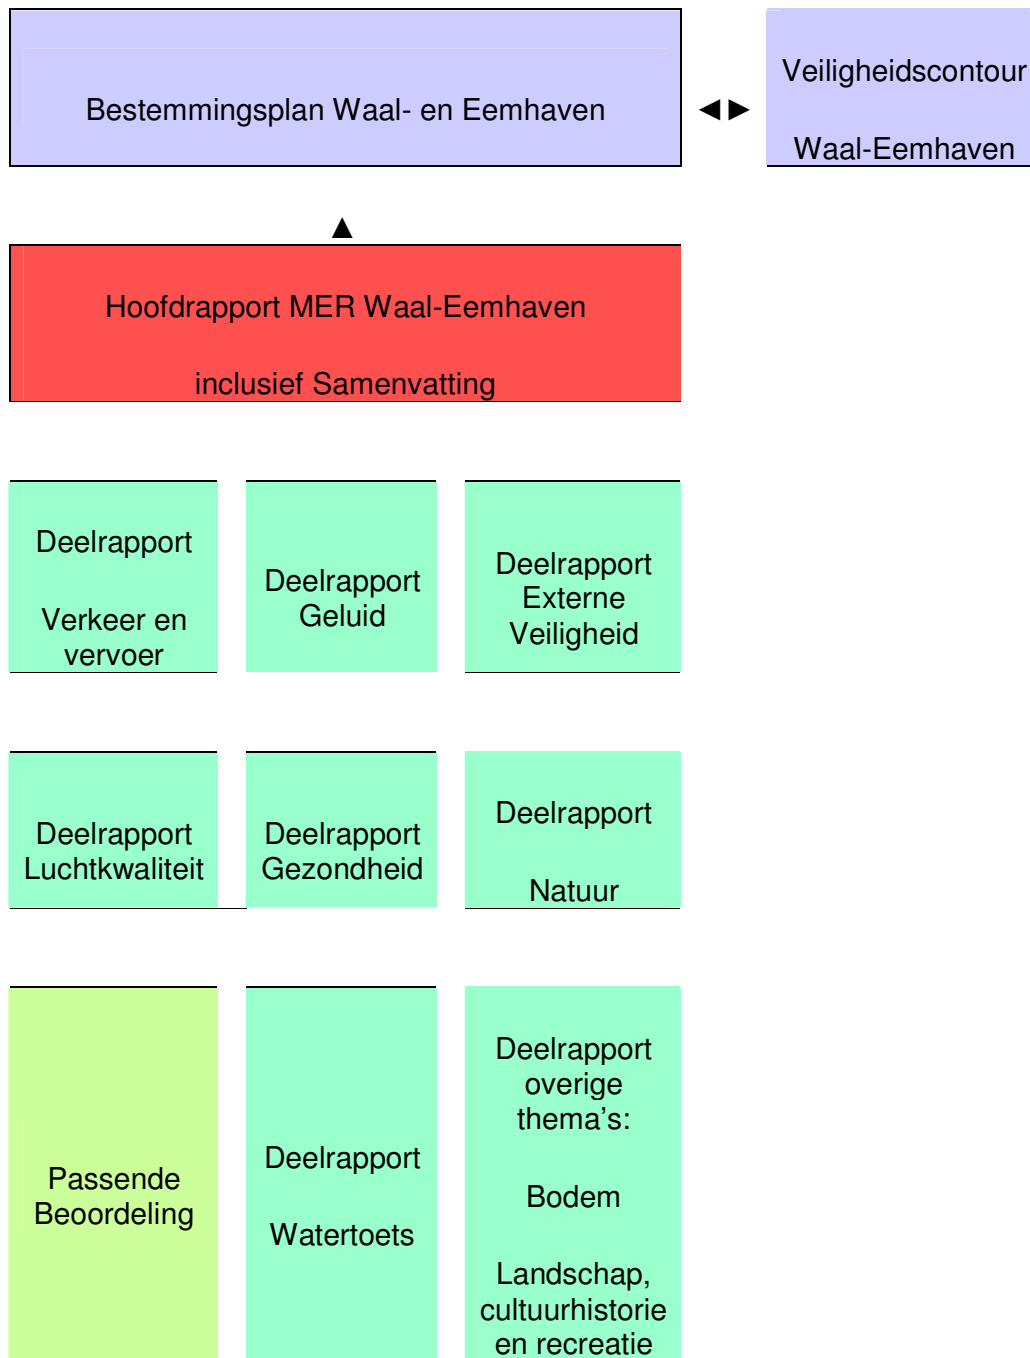 Bestemmingsplan Waal- en Eemhaven
◄►
Veiligheidscontour
Waal-Eemhaven
▲
Hoofdrapport MER Waal-Eemhaven
inclusief Samenvatting
Deelrapport
Verkeer en
vervoer
Deelrapport
Geluid
Deelrapport
Externe
Veiligheid
Deelrapport
Luchtkwaliteit
Deelrapport
Gezondheid
Deelrapport
Natuur
Passende
Beoordeling
Deelrapport
Watertoets
Deelrapport
overige
thema’s:
Bodem
Landschap,
cultuurhistorie
en recreatie